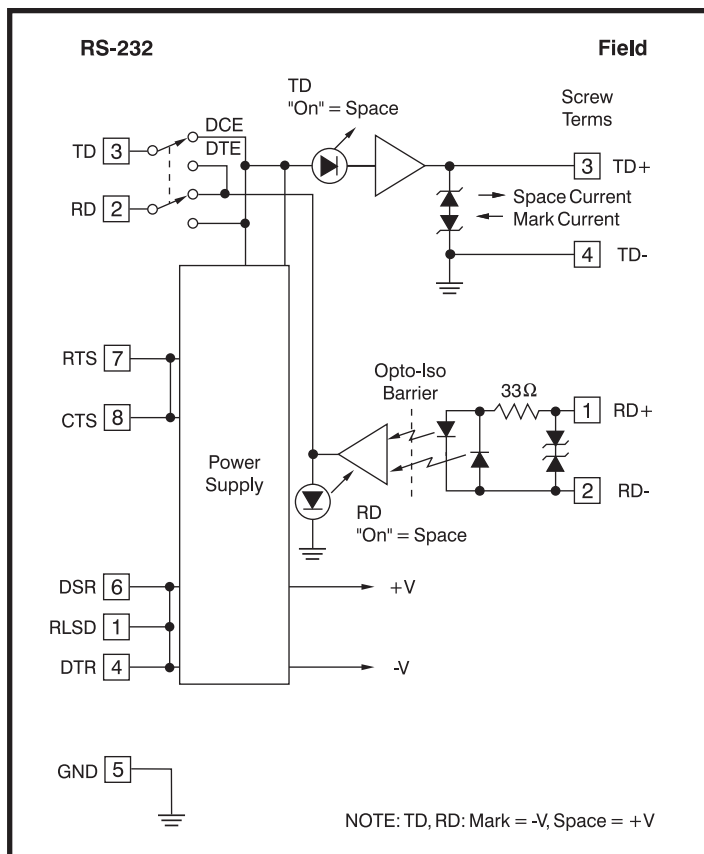 RS-232
Field
TD
"On" = Space
Screw
Terms
DCE
DTE
TD 3
RD 2
3 TD+
Space Current
Mark Current
4 TD-
RTS 7
CTS 8
Power
Supply
Opto-Iso
Barrier
33Ω
1 RD+
2 RD-
RD
"On" = Space
DSR 6
RLSD 1
DTR 4
+V
-V
GND 5
NOTE: TD, RD: Mark = -V, Space = +V